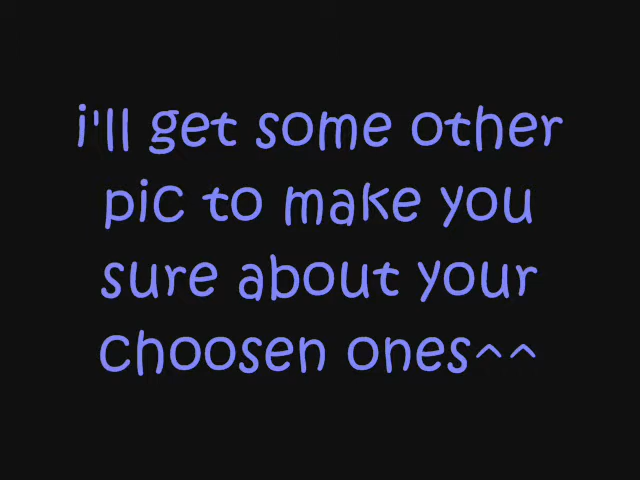 i'll get some other
pic to make you
sure about your
choosen ones^^